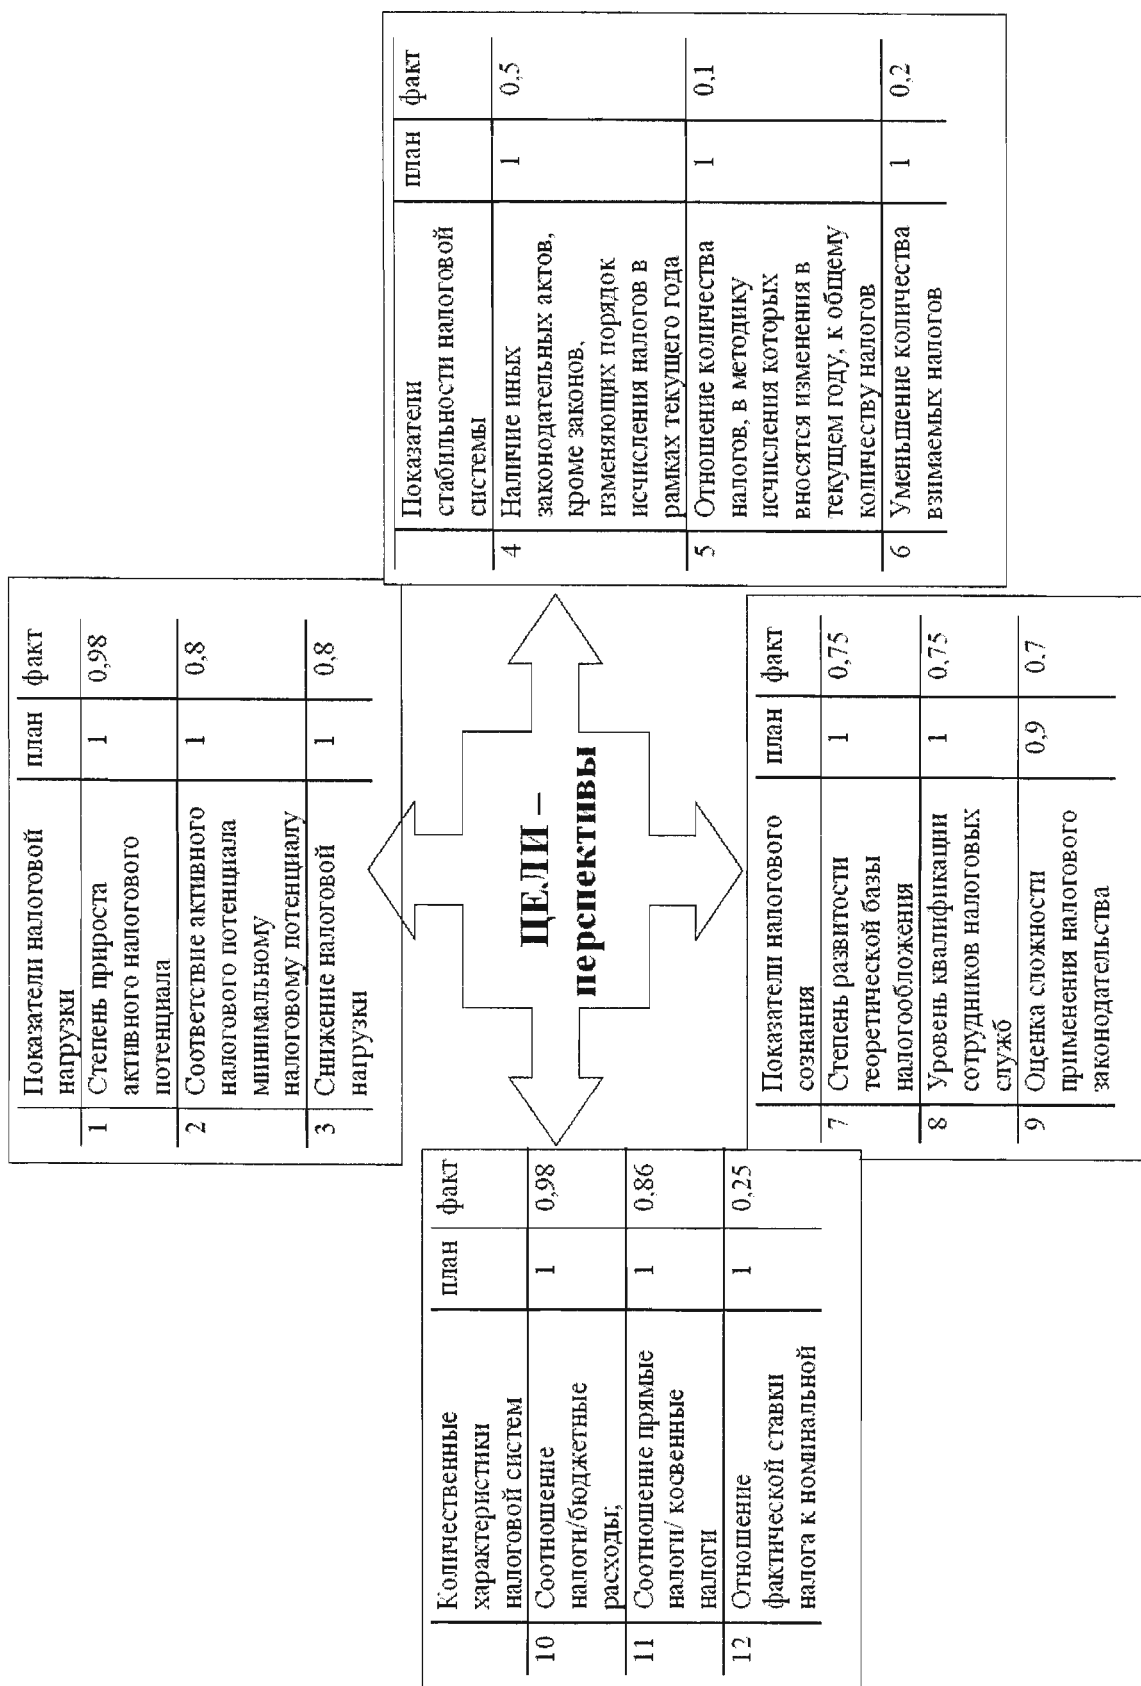 Показатели налоговой нагрузки план факт
1 Степень прироста активного налогового потенциала 1 0,98
2 Соответствие активного налогового потенциала минимальному налоговому потенциалу 1 0,8
3 Снижение налоговой нагрузки 1 0,8
Количественные характеристики налоговой систем план факт
10 Соотношение налоги/бюджетные расходы; 1 0,98
11 Соотношение прямые налоги/ косвенные налоги 1 0,86
12 Отношение фактической ставки налога к номинальной 1 0,25
ЦЕЛИ –
перспективы
Показатели стабильности налоговой системы план факт
4 Наличие иных законодательных актов, кроме законов, изменяющих порядок исчисления налогов в рамках текущего года 1 0,5
5 Отношение количества налогов, в методику исчисления которых вносятся изменения в текущем году, к общему количеству налогов 1 0,1
6 Уменьшение количества взимаемых налогов 1 0,2
Показатели налогового сознания план факт
7 Степень развитости теоретической базы налогообложения 1 0,75
8 Уровень квалификации сотрудников налоговых служб 1 0,75
9 Оценка сложности применения налогового законодательства 0,9 0.7